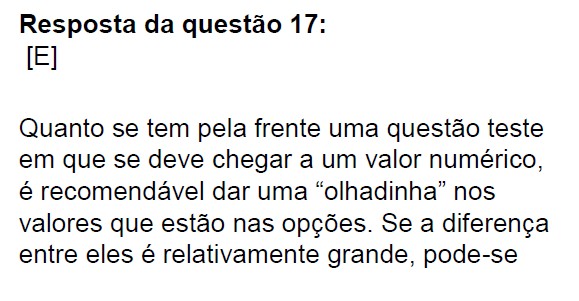 Resposta da questão 17:
[E]
Quanto se tem pela frente uma questão teste
em que se deve chegar a um valor numérico,
é recomendável dar uma “olhadinha” nos
valores que estão nas opções. Se a diferença
entre eles é relativamente grande, pode-se